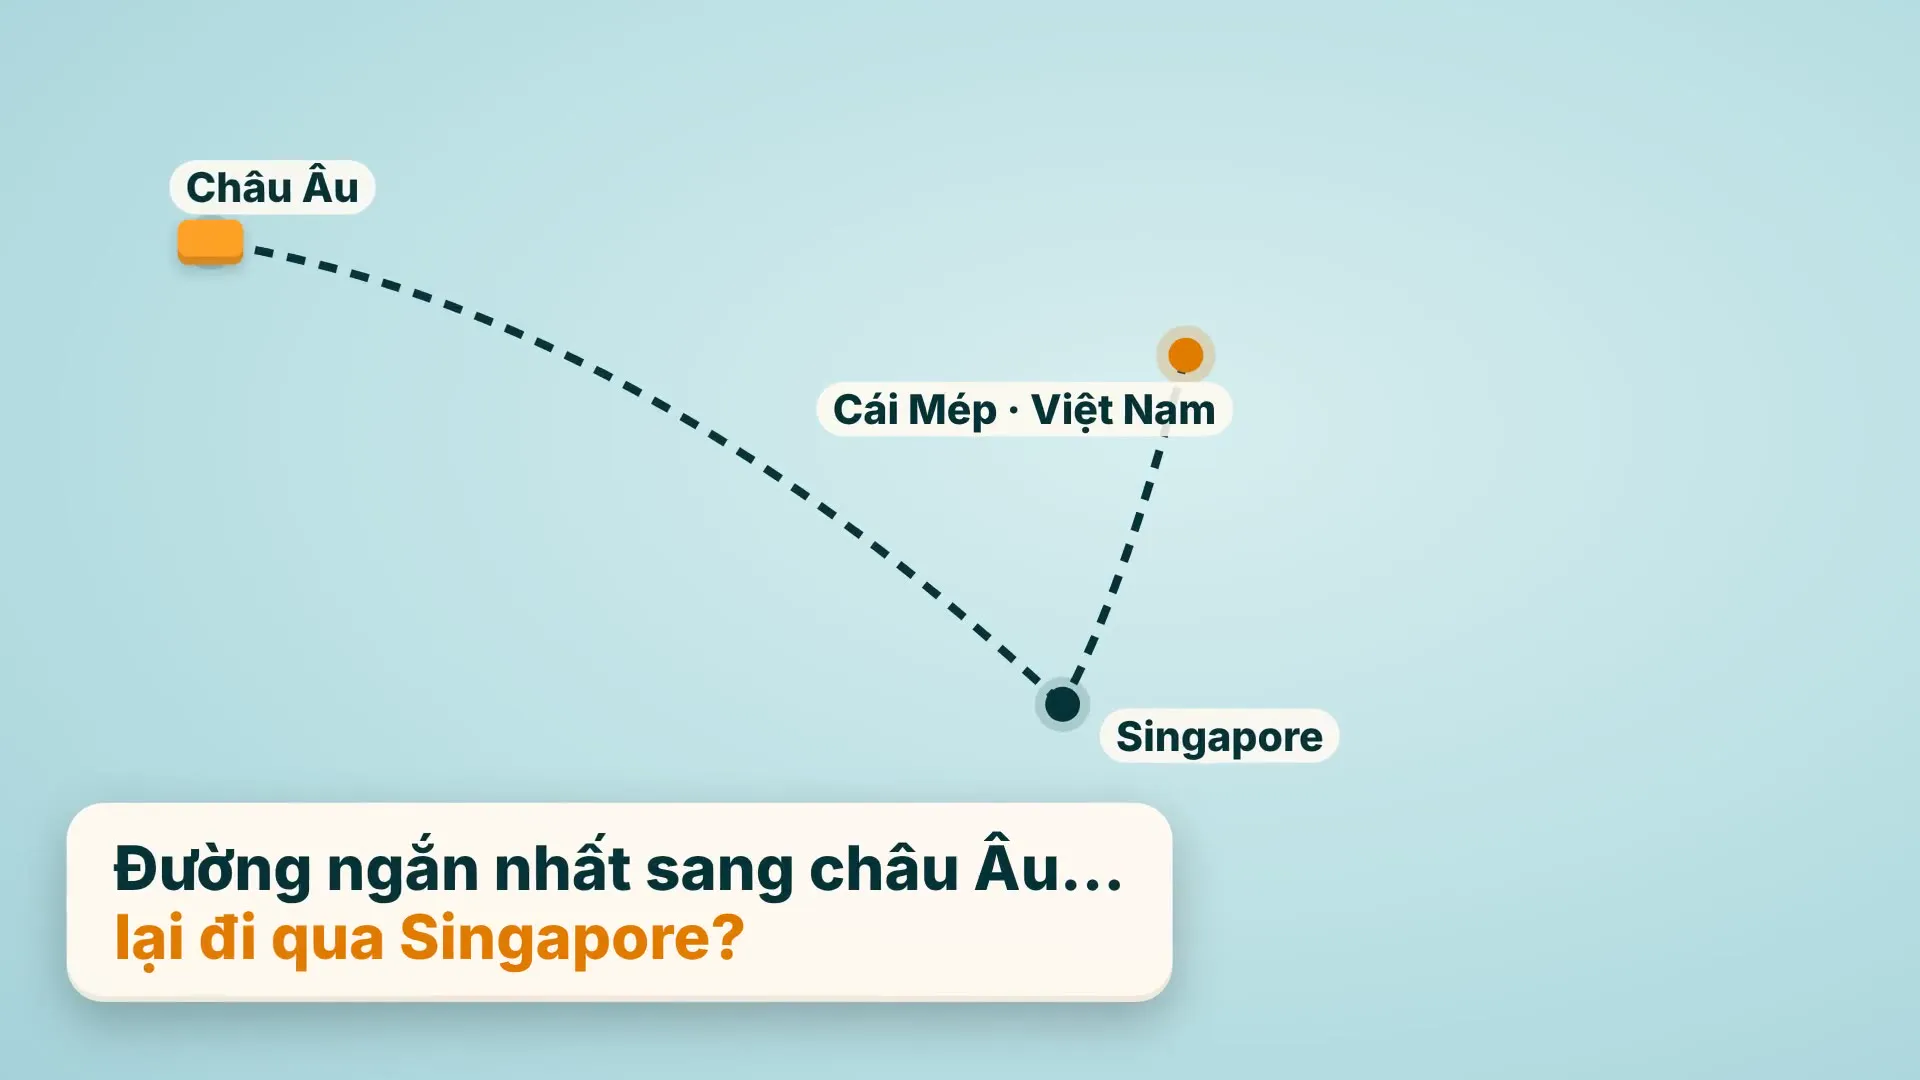 Châu Âu
Cái Mép · Việt Nam
Singapore
Đường ngắn nhất sang châu Âu...
lại đi qua Singapore?